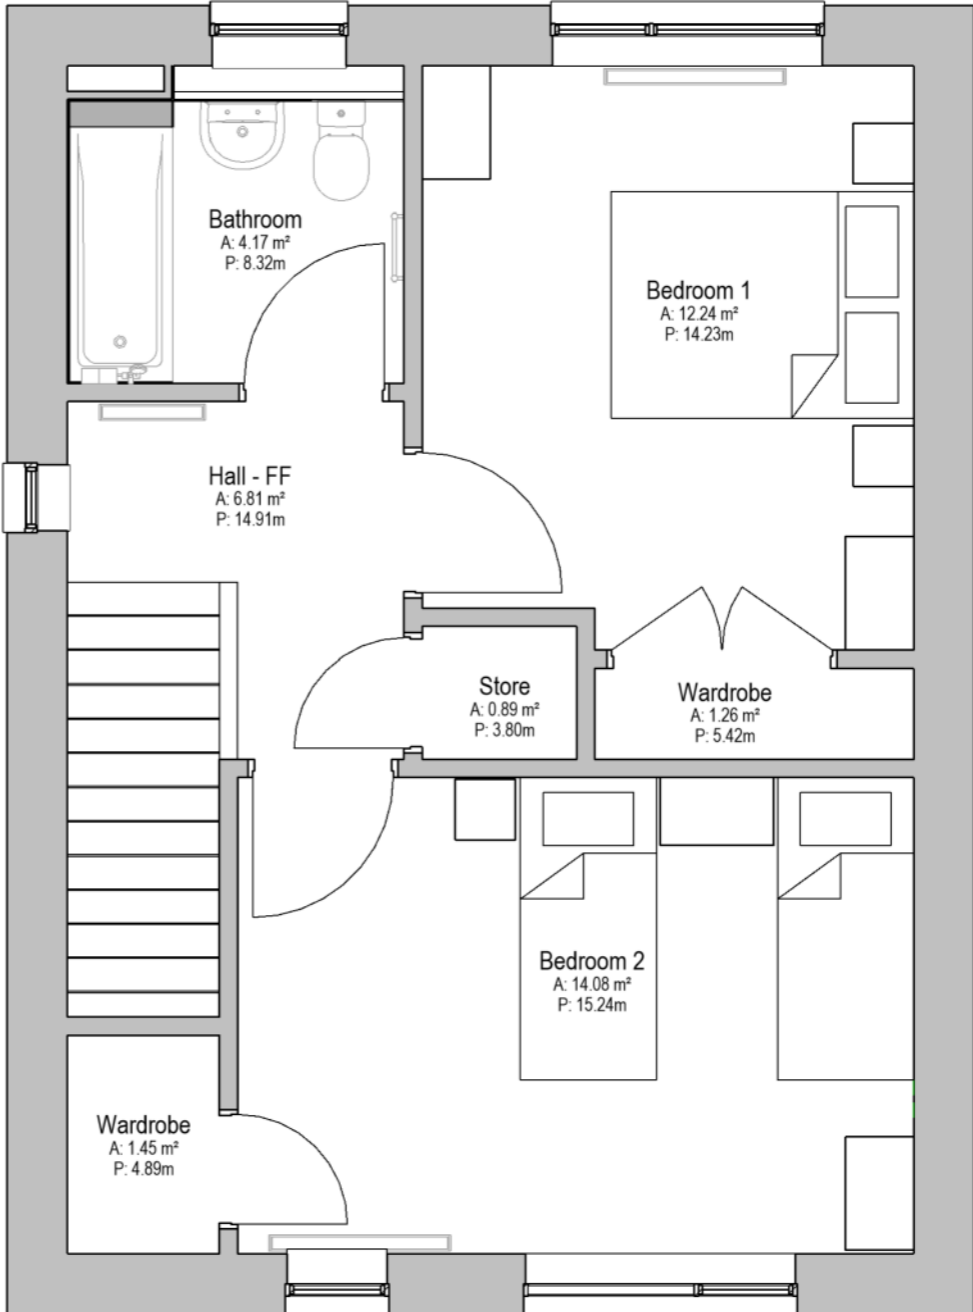 Bathroom
A: 4.17 m²
P: 8.32m
Bedroom 1
A: 12.24 m²
P: 14.23m
Hall - FF
A: 6.81 m²
P: 14.91m
Store
A: 0.89 m²
P: 3.80m
Wardrobe
A: 1.26 m²
P: 5.42m
Bedroom 2
A: 14.08 m²
P: 15.24m
Wardrobe
A: 1.45 m²
P: 4.89m